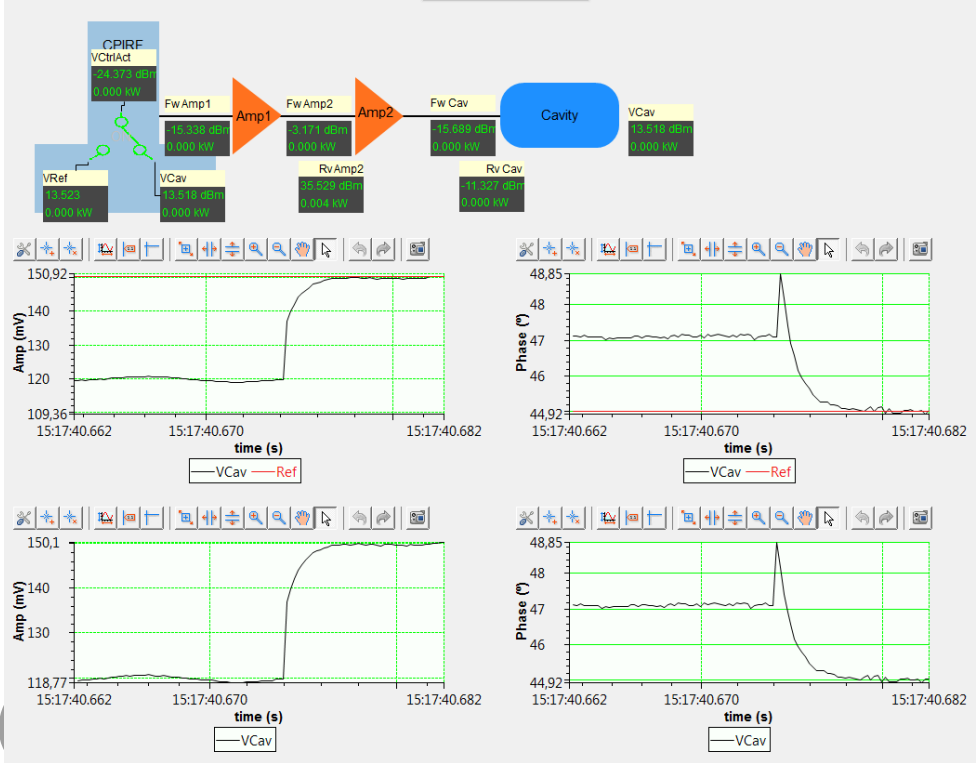 CPIRF
VCtrlAct
-24.373 dBm
0.000 kW
Fw Amp1
-15.338 dBm
0.000 kW
Amp1
Fw Amp2
-3.171 dBm
0.000 kW
Amp2
Rv Amp2
35.529 dBm
0.004 kW
Fw Cav
-15.689 dBm
0.000 kW
Cavity
Rv Cav
-11.327 dBm
0.000 kW
VCav
13.518 dBm
0.000 kW
VRef
13.523
0.000 kW
VCav
13.518 dBm
0.000 kW
150,92
140
130
120
109,36
Amp (mV)
15:17:40.662 15:17:40.670 15:17:40.682
time (s)
VCav Ref
48,85
48
47
46
44,92
Phase (º)
15:17:40.662 15:17:40.670 15:17:40.682
time (s)
VCav Ref
150,1
140
130
118,77
Amp (mV)
15:17:40.662 15:17:40.670 15:17:40.682
time (s)
VCav
48,85
48
47
46
44,92
Phase (º)
15:17:40.662 15:17:40.670 15:17:40.682
time (s)
VCav